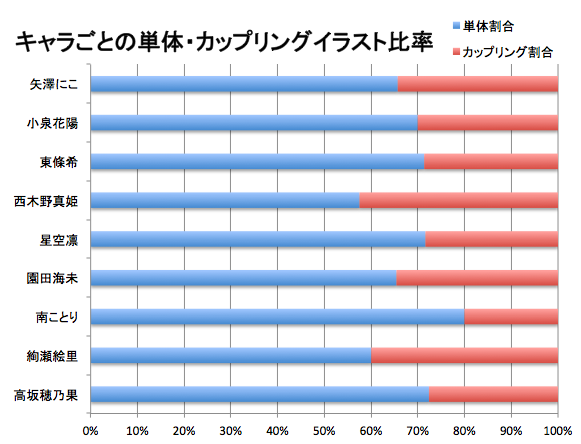 キャラごとの単体・カップリングイラスト比率
単体割合
カップリング割合
矢澤にこ
小泉花陽
東條希
西木野真姫
星空凛
園田海未
南ことり
絢瀬絵里
高坂穂乃果
0% 10% 20% 30% 40% 50% 60% 70% 80% 90% 100%